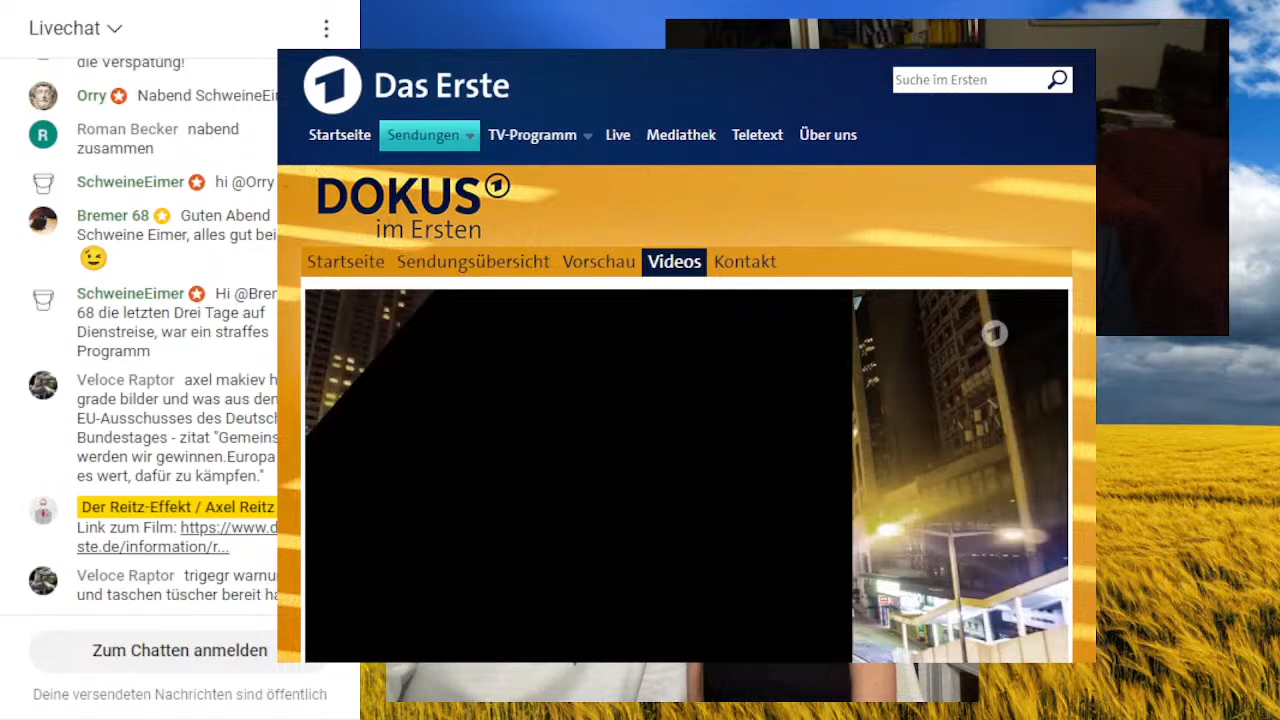 Livechat
die Verspätung!
Orry Nabend SchweineEi
Roman Becker nabend
zusammen
SchweineEimer hi @Orry
Bremer 68 Guten Abend
Schweine Eimer, alles gut bei
SchweineEimer Hi @Bre
68 die letzten Drei Tage auf
Dienstreise, war ein straffes
Programm
Veloce Raptor axel makiev h
grade bilder und was aus den
EU-Ausschusses des Deutsch
Bundestages - zitat "Gemeins
werden wir gewinnen.Europa
es wert, dafür zu kämpfen."
Der Reitz-Effekt / Axel Reitz
Link zum Film: https://www.d
ste.de/information/r...
Veloce Raptor trigegr warnu
und taschen tüscher bereit ha
Zum Chatten anmelden
Deine versendeten Nachrichten sind öffentlich
1 Das Erste
Suche im Ersten
Startseite Sendungen TV-Programm Live Mediathek Teletext Über uns
DOKUS 1
im Ersten
Startseite Sendungsübersicht Vorschau Videos Kontakt
1
R